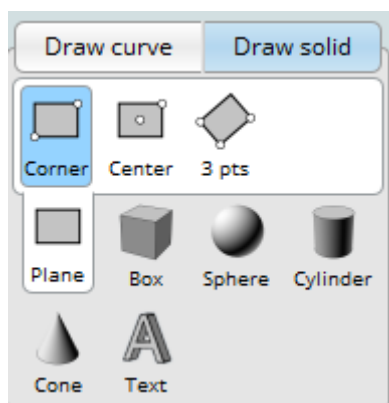 Draw curve Draw solid
Corner Center 3 pts
Plane Box Sphere Cylinder
Cone Text